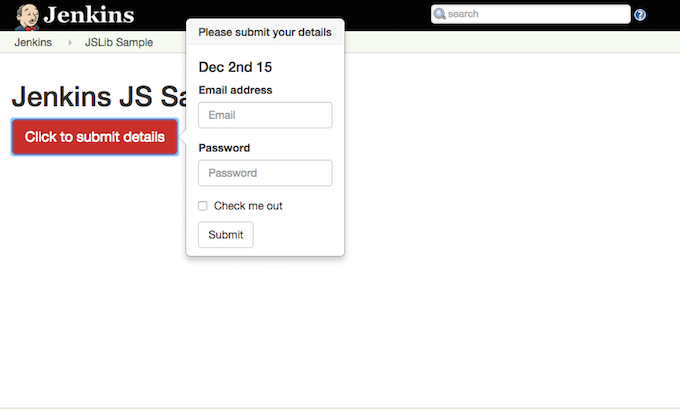 Jenkins
search
Jenkins
JSLib Sample
Please submit your details
Jenkins JS Sa
Click to submit details
Dec 2nd 15
Email address
Email
Password
Password
Check me out
Submit